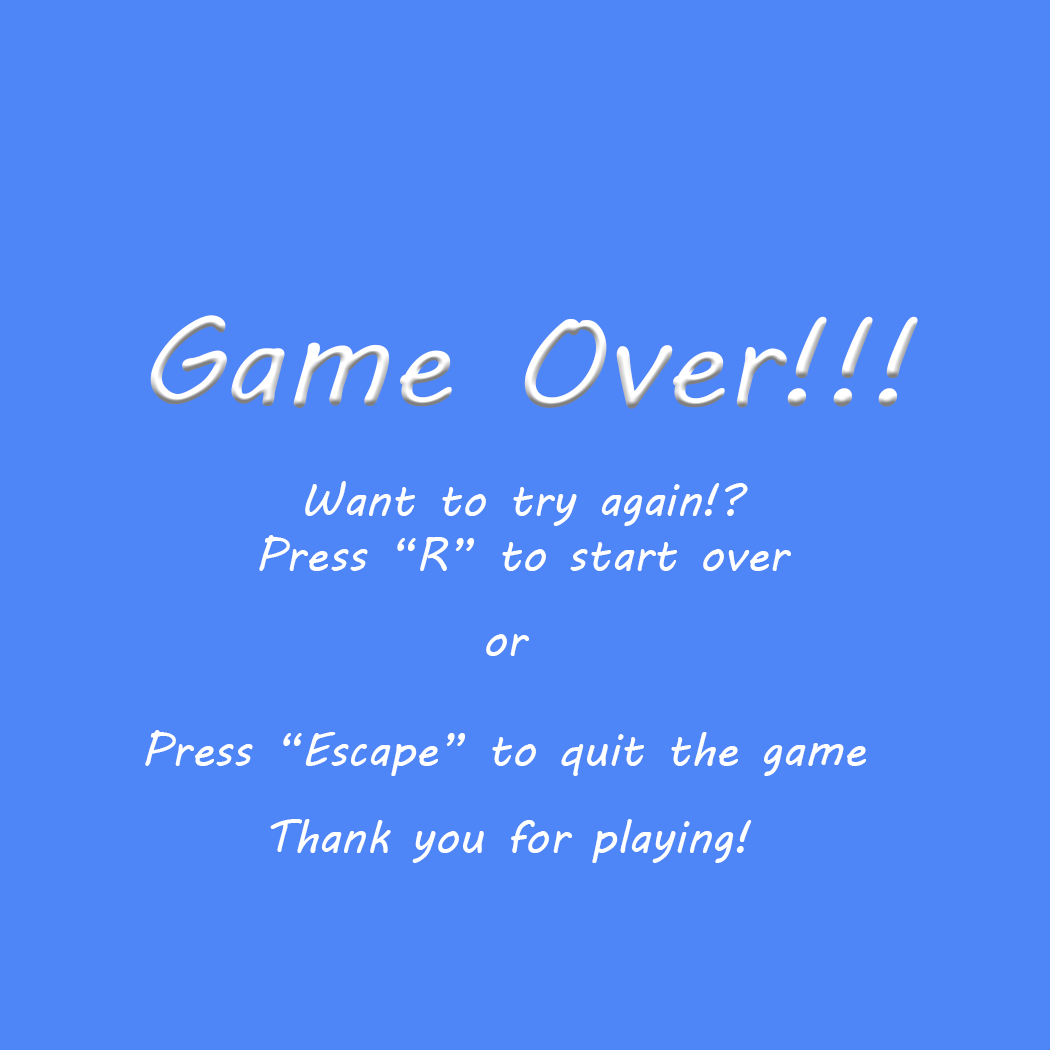 Game Over!!!
Want to try again!?
Press “R” to start over
or
Press “Escape” to quit the game
Thank you for playing!